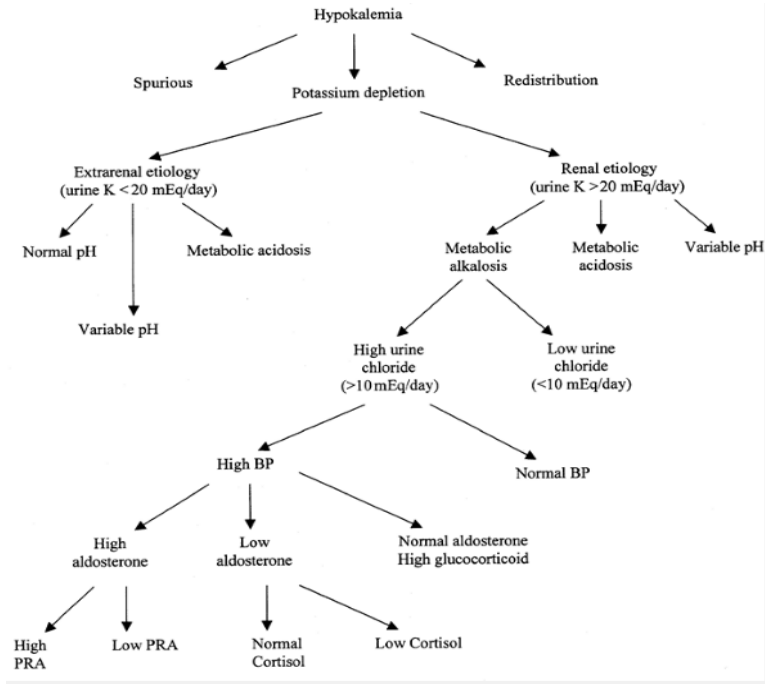 Hypokalemia
Spurious
Potassium depletion
Redistribution
Extrarenal etiology
(urine K <20 mEq/day)
Renal etiology
(urine K >20 mEq/day)
Normal pH
Variable pH
Metabolic acidosis
Metabolic
alkalosis
Metabolic
acidosis
Variable pH
High urine
chloride
(>10 mEq/day)
Low urine
chloride
(<10 mEq/day)
High BP
Normal BP
High
aldosterone
Low
aldosterone
Normal aldosterone
High glucocorticoid
High
PRA
Low PRA
Normal
Cortisol
Low Cortisol